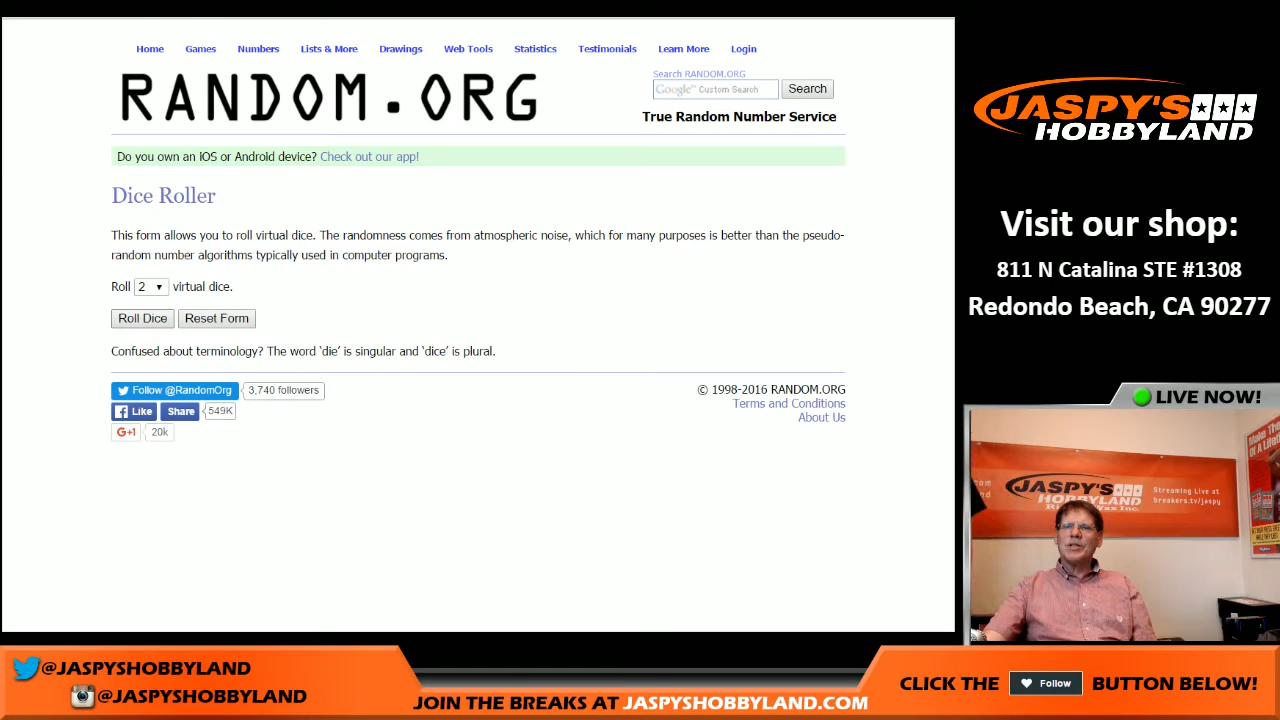 Home Games Numbers Lists & More Drawings Web Tools Statistics Testimonials Learn More Login
RANDOM.ORG
Search RANDOM.ORG
Google™ Custom Search Search
True Random Number Service
Do you own an iOS or Android device? Check out our app!
Dice Roller
This form allows you to roll virtual dice. The randomness comes from atmospheric noise, which for many purposes is better than the pseudo-
random number algorithms typically used in computer programs.
Roll 2 virtual dice.
Roll Dice Reset Form
Confused about terminology? The word ‘die’ is singular and ‘dice’ is plural.
Follow @RandomOrg 3,740 followers
Like Share 549K
G+1 20k
© 1998-2016 RANDOM.ORG
Terms and Conditions
About Us
JASPY'S
HOBBYLAND
Visit our shop:
811 N Catalina STE #1308
Redondo Beach, CA 90277
LIVE NOW!
JASPY'S
HOBBYLAND
Streaming Live at
breakers.tv/jaspy
Make The
Of A Life
@JASPYSHOBBYLAND
@JASPYSHOBBYLAND
JOIN THE BREAKS AT JASPYSHOBBYLAND.COM
CLICK THE Follow BUTTON BELOW!